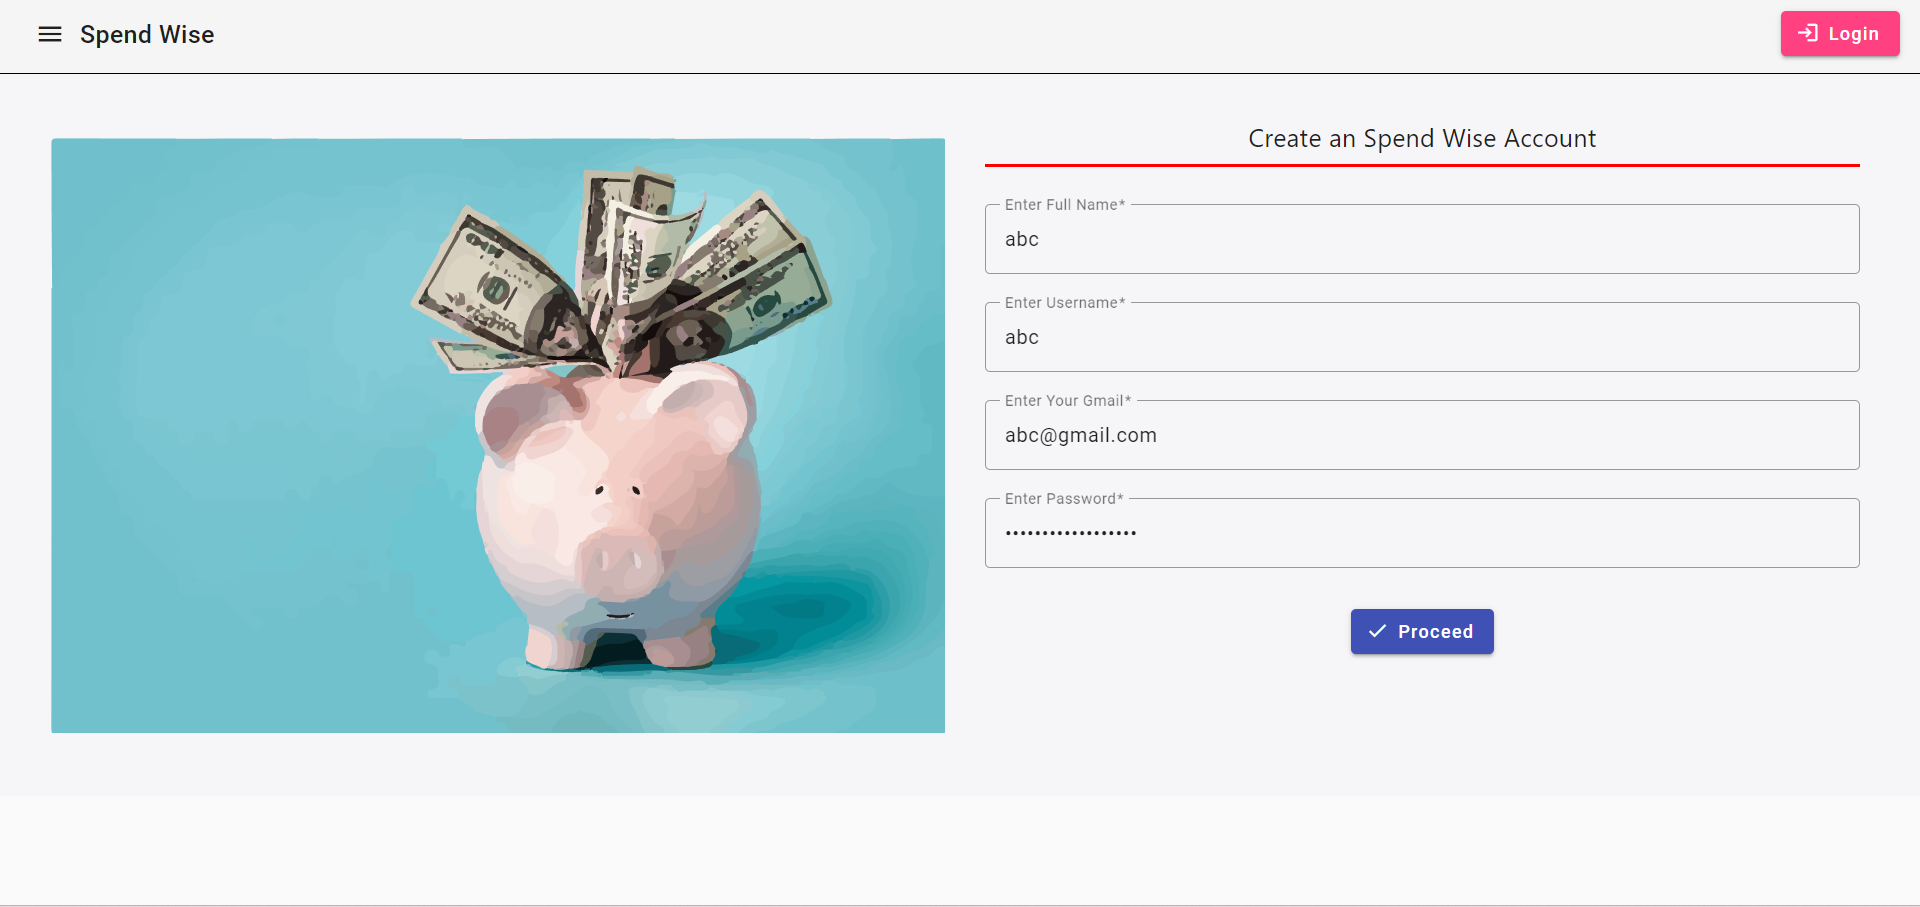 Spend Wise
Login
Create an Spend Wise Account
Enter Full Name*
abc
Enter Username*
abc
Enter Your Gmail*
abc@gmail.com
Enter Password*
••••••••••••••••••
Proceed